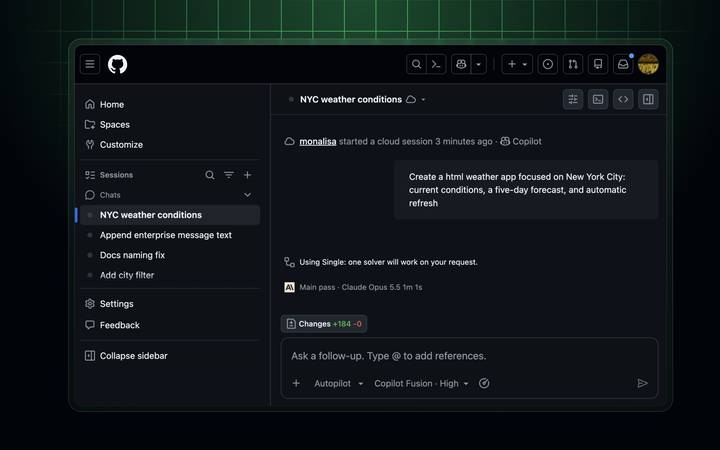 NYC weather conditions
Home
Spaces
Customize
Sessions
Chats
NYC weather conditions
Append enterprise message text
Docs naming fix
Add city filter
Settings
Feedback
Collapse sidebar
monalisa started a cloud session 3 minutes ago · Copilot
Create a html weather app focused on New York City:
current conditions, a five-day forecast, and automatic
refresh
Using Single: one solver will work on your request.
Main pass · Claude Opus 5.5 1m 1s
Changes +184 -0
Ask a follow-up. Type @ to add references.
Autopilot
Copilot Fusion · High